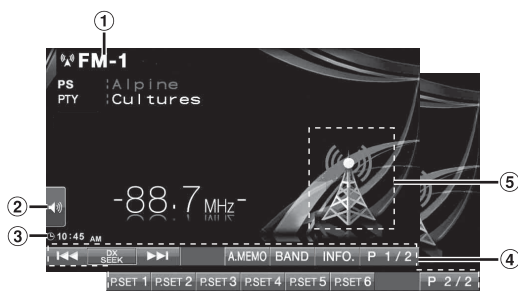 ①
FM-1
PS Alpine
PTY Cultures
②
-88.7 MHz-
⑤
③
10:45 AM
DX SEEK A.MEMO BAND INFO. P 1/2
④
P.SET 1 P.SET 2 P.SET 3 P.SET 4 P.SET 5 P.SET 6 P 2/2